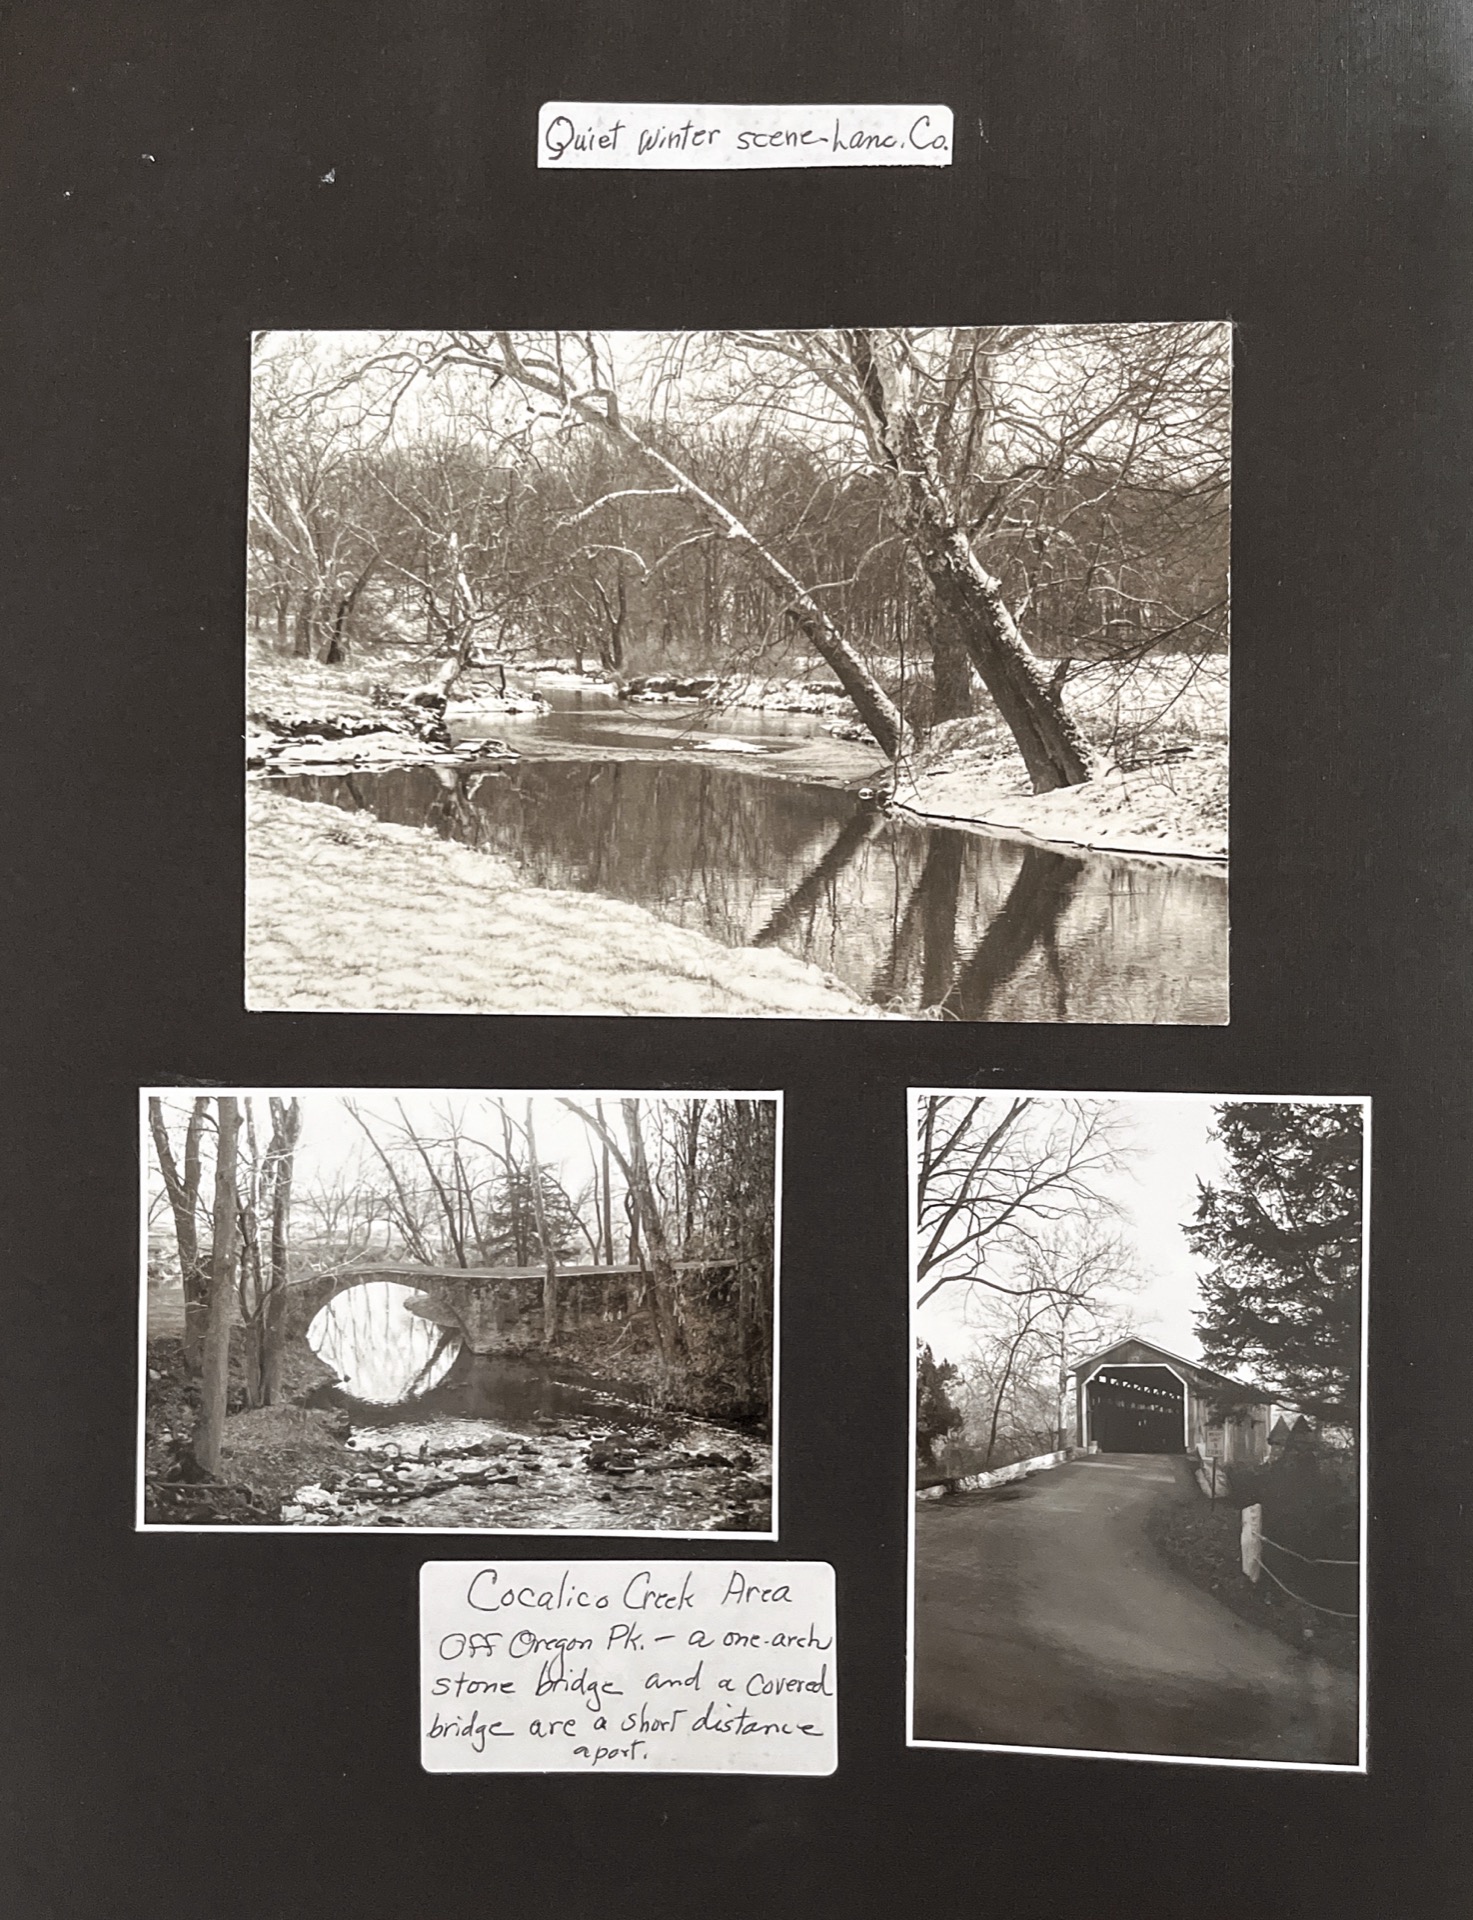 Quiet winter scene-Lanc. Co.
Cocalico Creek Area
Off Oregon Pk. - a one-arch
stone bridge and a covered
bridge are a short distance
apart.